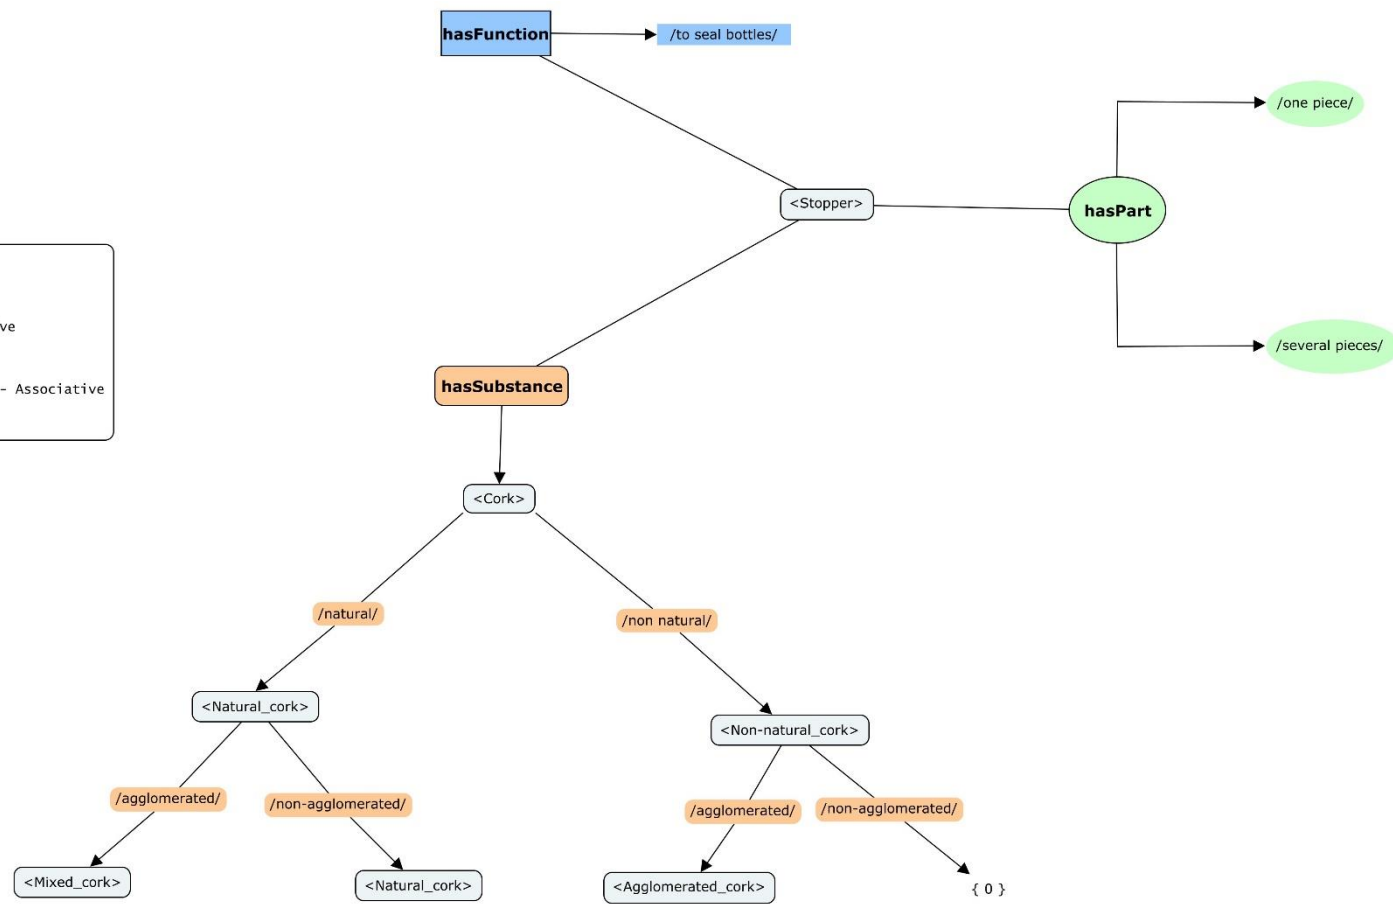 hasFunction
/to seal bottles/
/one piece/
<Stopper>
hasPart
ve
/several pieces/
- Associative
hasSubstance
<Cork>
/natural/
/non natural/
<Natural_cork>
<Non-natural_cork>
/agglomerated/
/non-agglomerated/
/agglomerated/
/non-agglomerated/
<Mixed_cork>
<Natural_cork>
<Agglomerated_cork>
{ 0 }